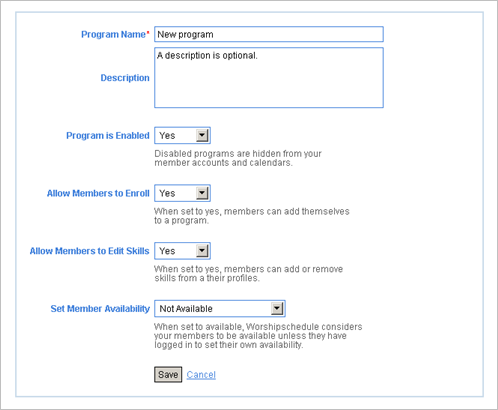 Program Name* New program
A description is optional.
Description
Program is Enabled Yes
Disabled programs are hidden from your
member accounts and calendars.
Allow Members to Enroll Yes
When set to yes, members can add themselves
to a program.
Allow Members to Edit Skills Yes
When set to yes, members can add or remove
skills from a their profiles.
Set Member Availability Not Available
When set to available, Worshipschedule considers
your members to be available unless they have
logged in to set their own availability.
Save Cancel